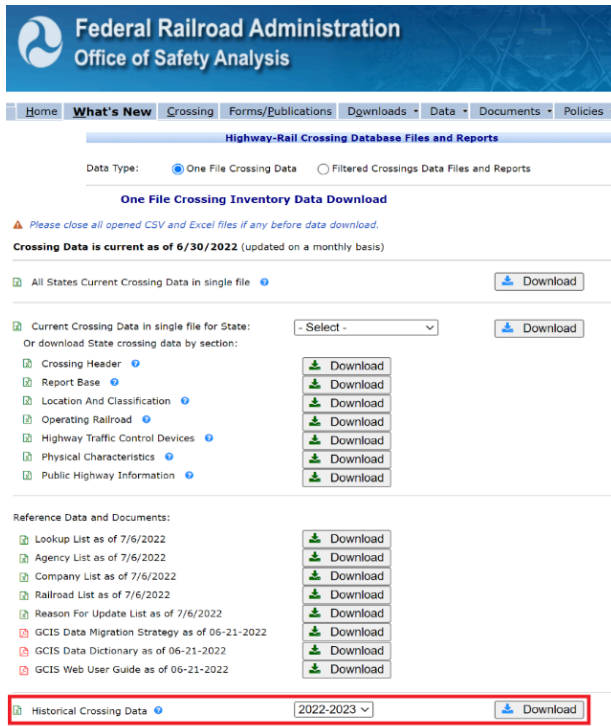 Federal Railroad Administration
Office of Safety Analysis
Home What's New Crossing Forms/Publications Downloads Data Documents Policies
Highway-Rail Crossing Database Files and Reports
Data Type: One File Crossing Data Filtered Crossings Data Files and Reports
One File Crossing Inventory Data Download
Please close all opened CSV and Excel files if any before data download.
Crossing Data is current as of 6/30/2022 (updated on a monthly basis)
All States Current Crossing Data in single file ? Download
Current Crossing Data in single file for State: - Select - Download
Or download State crossing data by section:
Crossing Header ? Download
Report Base ? Download
Location And Classification ? Download
Operating Railroad ? Download
Highway Traffic Control Devices ? Download
Physical Characteristics ? Download
Public Highway Information ? Download
Reference Data and Documents:
Lookup List as of 7/6/2022 Download
Agency List as of 7/6/2022 Download
Company List as of 7/6/2022 Download
Railroad List as of 7/6/2022 Download
Reason For Update List as of 7/6/2022 Download
GCIS Data Migration Strategy as of 06-21-2022 Download
GCIS Data Dictionary as of 06-21-2022 Download
GCIS Web User Guide as of 06-21-2022 Download
Historical Crossing Data ? 2022-2023 Download